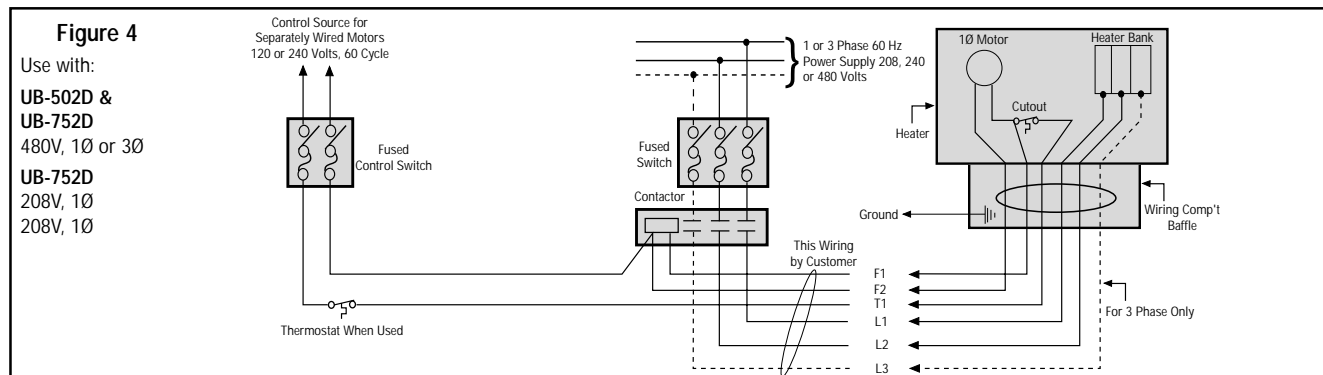 Figure 4
Use with:
UB-502D &
UB-752D
480V, 1Ø or 3Ø
UB-752D
208V, 1Ø
208V, 1Ø
Control Source for
Separately Wired Motors
120 or 240 Volts, 60 Cycle
Fused
Control Switch
Thermostat When Used
1 or 3 Phase 60 Hz
Power Supply 208, 240
or 480 Volts
Fused
Switch
Contactor
This Wiring
by Customer
1Ø Motor
Heater Bank
Cutout
Heater
Ground
Wiring Comp't
Baffle
F1
F2
T1
L1
L2
L3
For 3 Phase Only